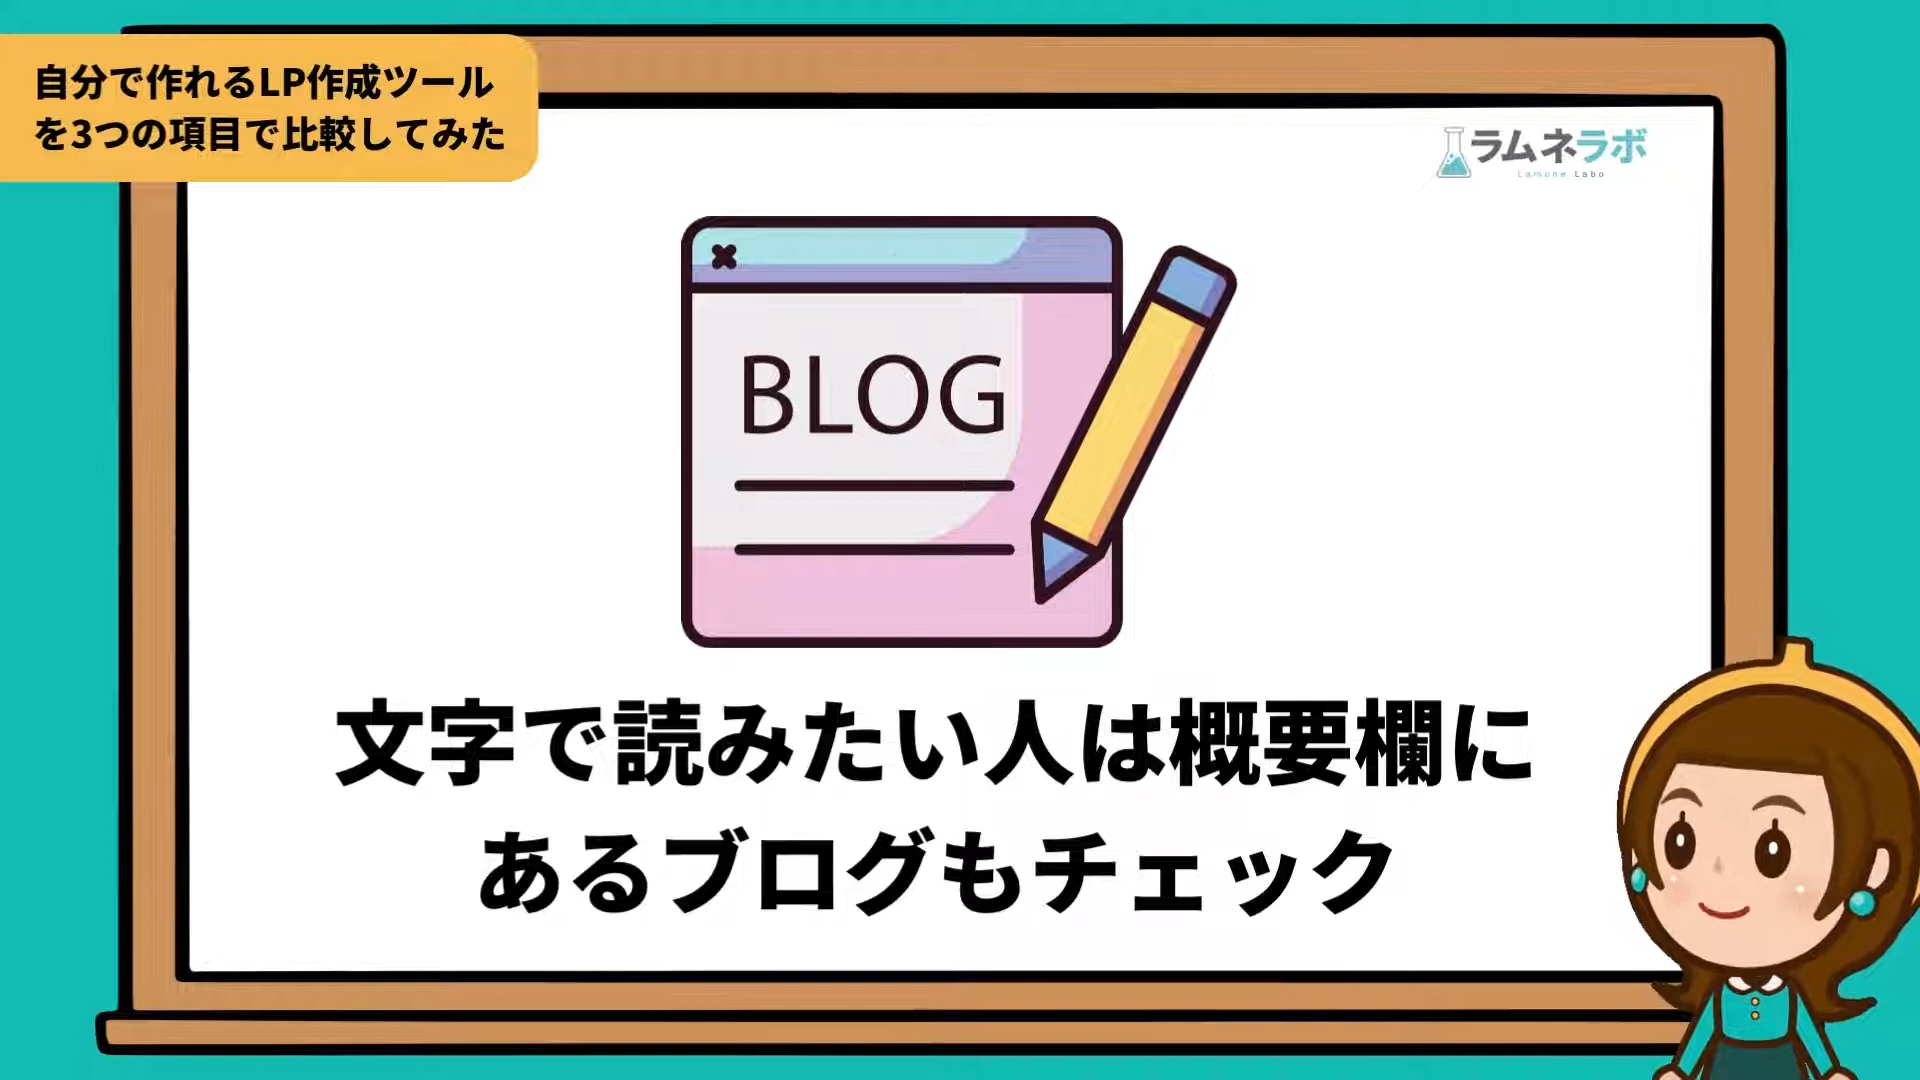 自分で作れるLP作成ツール
を3つの項目で比較してみた
ラムネラボ
Lamune Labo
BLOG
文字で読みたい人は概要欄に
あるブログもチェック